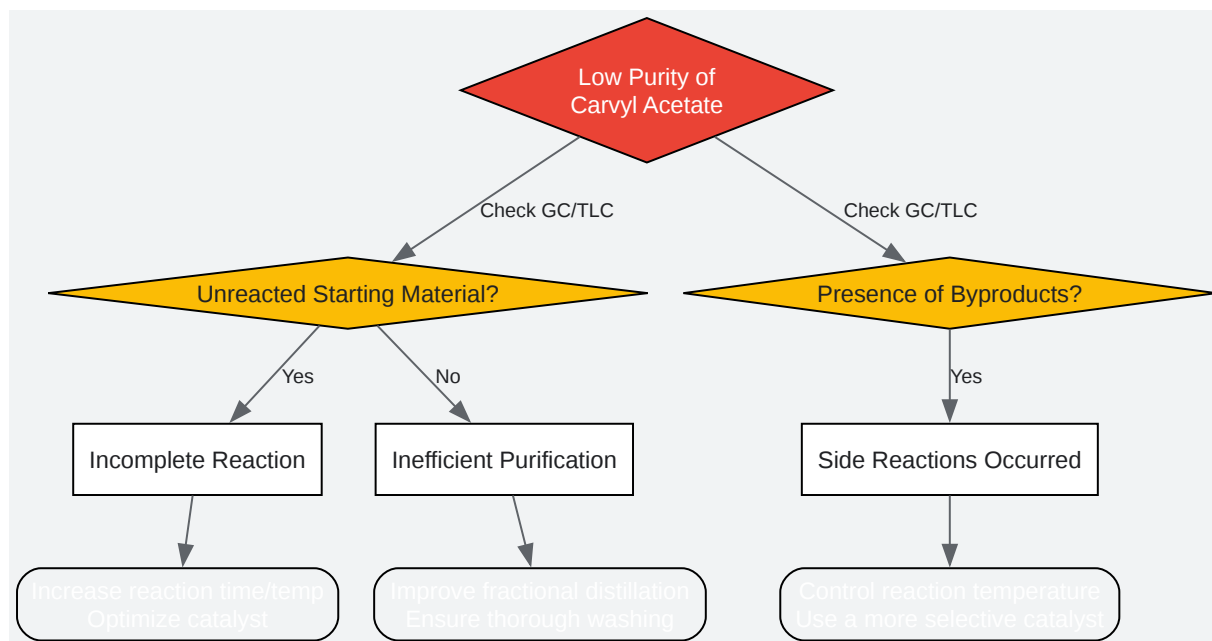 Low Purity of
Carvyl Acetate
Check GC/TLC
Check GC/TLC
Unreacted Starting Material?
Presence of Byproducts?
Yes
No
Yes
Incomplete Reaction
Inefficient Purification
Side Reactions Occurred
Increase reaction time/temp
Optimize catalyst
Improve fractional distillation
Ensure thorough washing
Control reaction temperature
Use a more selective catalyst